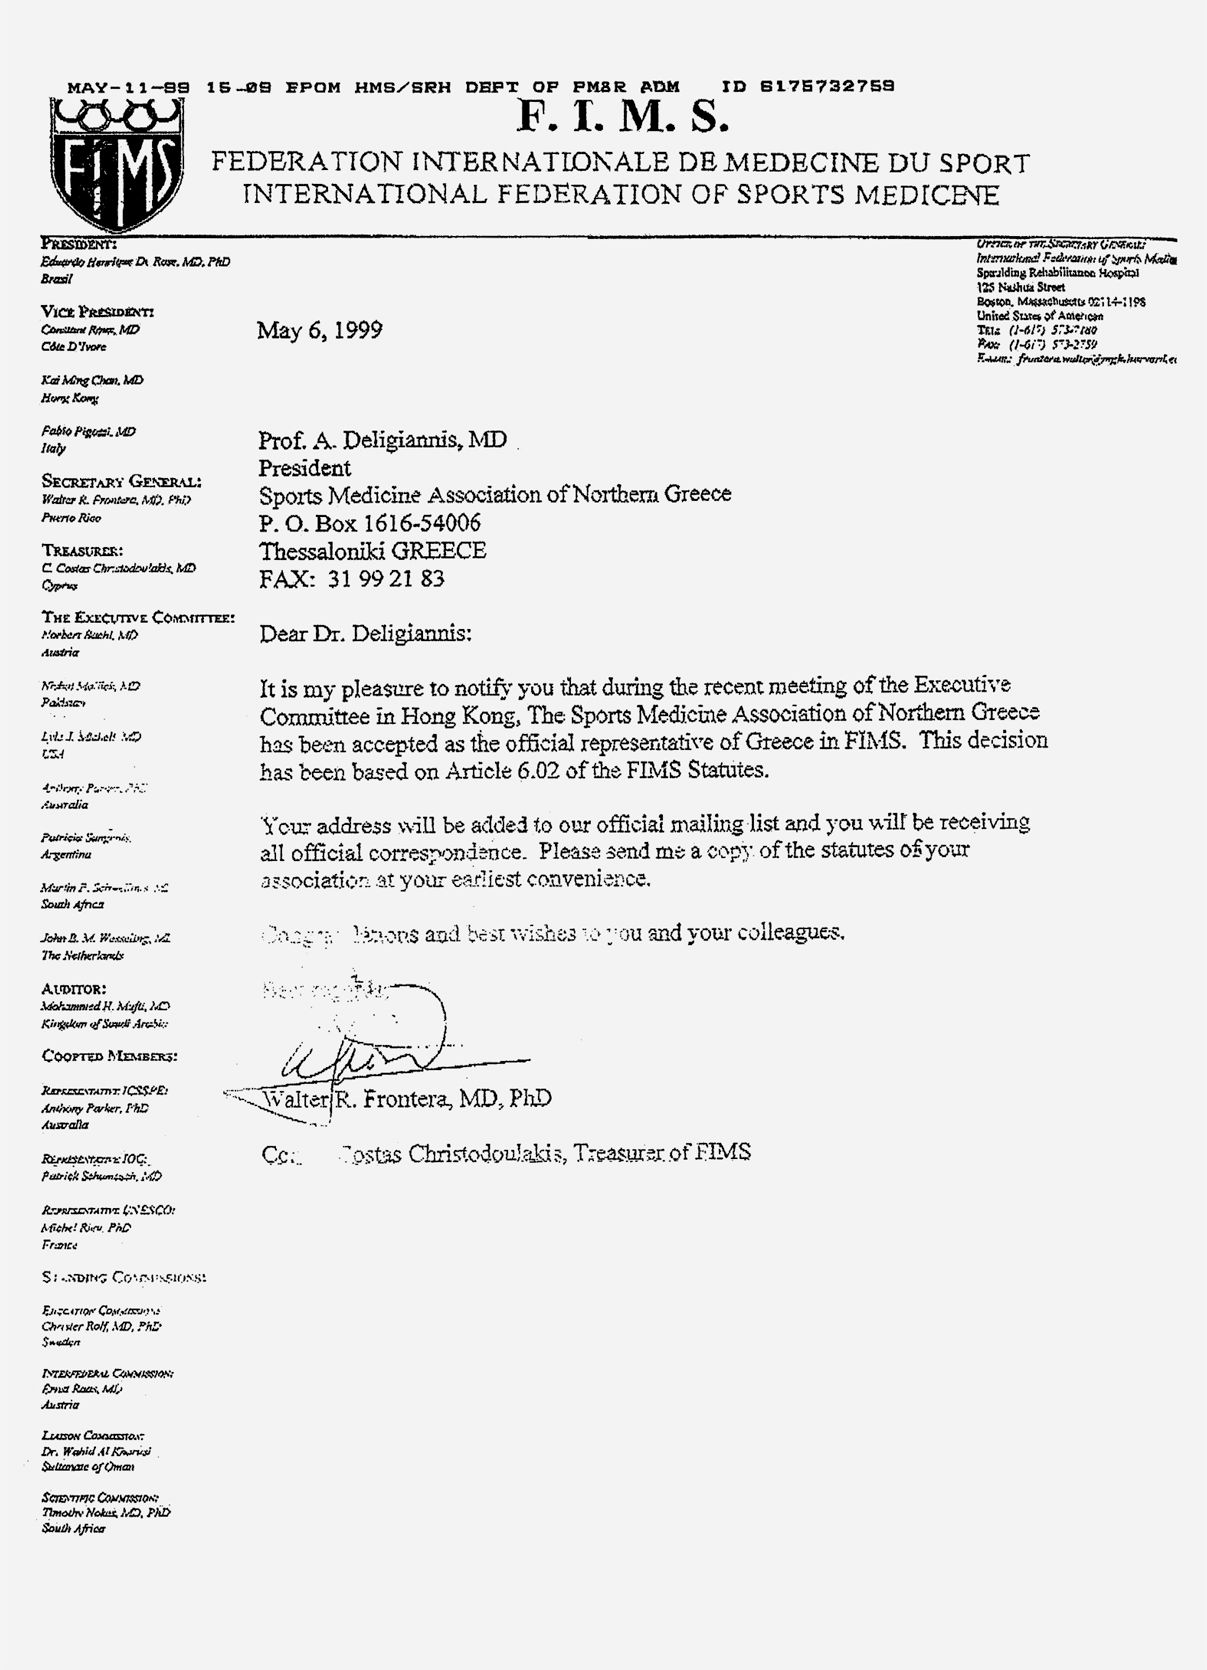 MAY-11-99 15-09 FPOM HMS/SRH DEPT OF PM&R ADM ID 6175732759
FIMS
F. I. M. S.
FEDERATION INTERNATIONALE DE MEDECINE DU SPORT
INTERNATIONAL FEDERATION OF SPORTS MEDICINE
PRESIDENT:
Eduardo Henrique De Rose, MD, PhD
Brasil
VICE PRESIDENT:
Constant Roux, MD
Côte D'Ivore
Kai Ming Chan, MD
Hong Kong
Fabio Pigozzi, MD
Italy
SECRETARY GENERAL:
Walter R. Frontera, MD, PhD
Puerto Rico
TREASURER:
C. Costas Christodoulakis, MD
Cyprus
THE EXECUTIVE COMMITTEE:
Norbert Bachl, MD
Austria
MD
Pakistan
Lyle J. Micheli MD
USA
Anthony Parker, PhD
Australia
Patricia Sangenis,
Argentina
Martin P.
South Africa
John B. M. Wesseling, MD
The Netherlands
AUDITOR:
Mohammed H. Mufti, MD
Kingdom of Saudi Arabia
COOPTED MEMBERS:
REPRESENTATIVE ICSSPE:
Anthony Parker, PhD
Australia
REPRESENTATIVE IOC:
Patrick Schamasch, MD
REPRESENTATIVE UNESCO:
Michel Rieu, PhD
France
STANDING COMMISSIONS:
EDUCATION COMMISSION:
Christer Rolf, MD, PhD
Sweden
INTERFEDERAL COMMISSION:
Ernst Raas, MD
Austria
LIAISON COMMISSION:
Dr. Wahid Al Kharusi
Sultanate of Oman
SCIENTIFIC COMMISSION:
Timothy Nokes, MD, PhD
South Africa
OFFICE OF THE SECRETARY GENERAL:
International Federation of Sports Medic
Spaulding Rehabilitation Hospital
125 Nashua Street
Boston, Massachusetts 02114-1198
United States of American
TEL: (1-617) 573-7180
FAX: (1-617) 573-2759
E-MAIL: frontera.walter@mgh.harvard.e
May 6, 1999
Prof. A. Deligiannis, MD
President
Sports Medicine Association of Northern Greece
P. O. Box 1616-54006
Thessaloniki GREECE
FAX: 31 99 21 83
Dear Dr. Deligiannis:
It is my pleasure to notify you that during the recent meeting of the Executive
Committee in Hong Kong, The Sports Medicine Association of Northern Greece
has been accepted as the official representative of Greece in FIMS. This decision
has been based on Article 6.02 of the FIMS Statutes.
Your address will be added to our official mailing list and you will be receiving
all official correspondence. Please send me a copy of the statutes of your
association at your earliest convenience.
Congratulations and best wishes to you and your colleagues.
Best regards,
Walter R. Frontera, MD, PhD
Cc: Costas Christodoulakis, Treasurer of FIMS